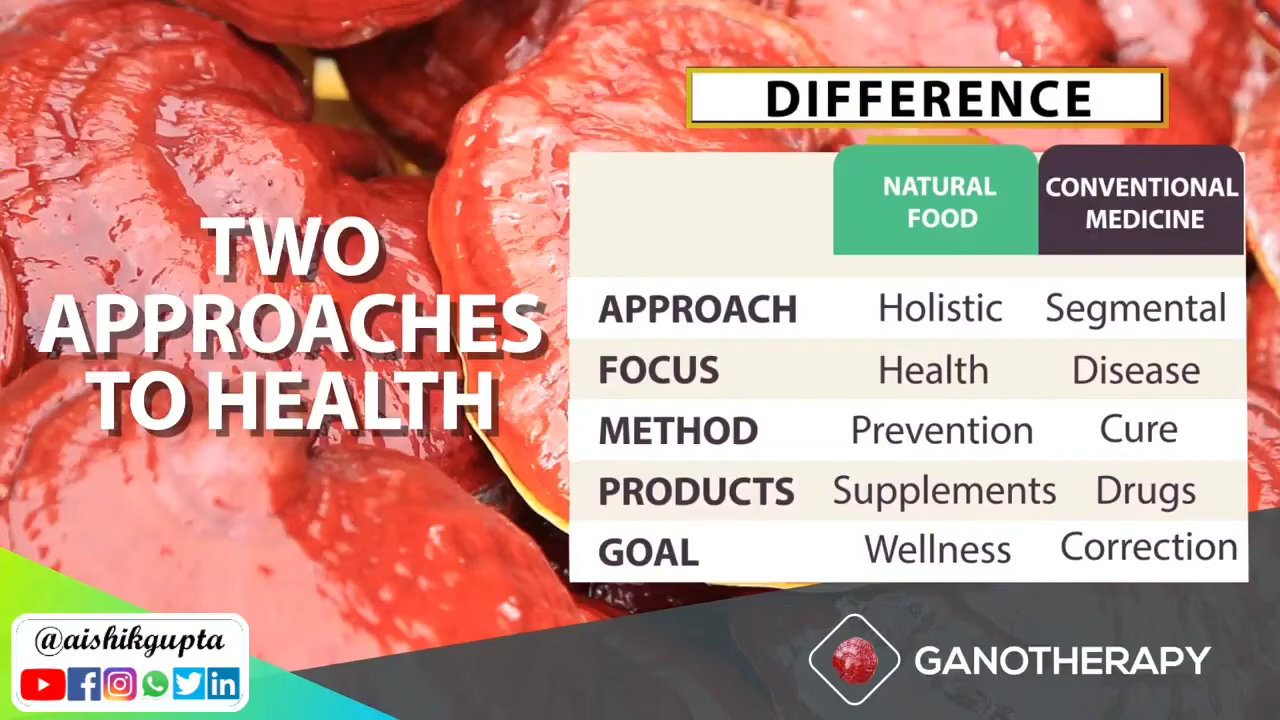 TWO
APPROACHES
TO HEALTH
DIFFERENCE
NATURAL
FOOD
CONVENTIONAL
MEDICINE
APPROACH Holistic Segmental
FOCUS Health Disease
METHOD Prevention Cure
PRODUCTS Supplements Drugs
GOAL Wellness Correction
@aishikgupta
GANOTHERAPY